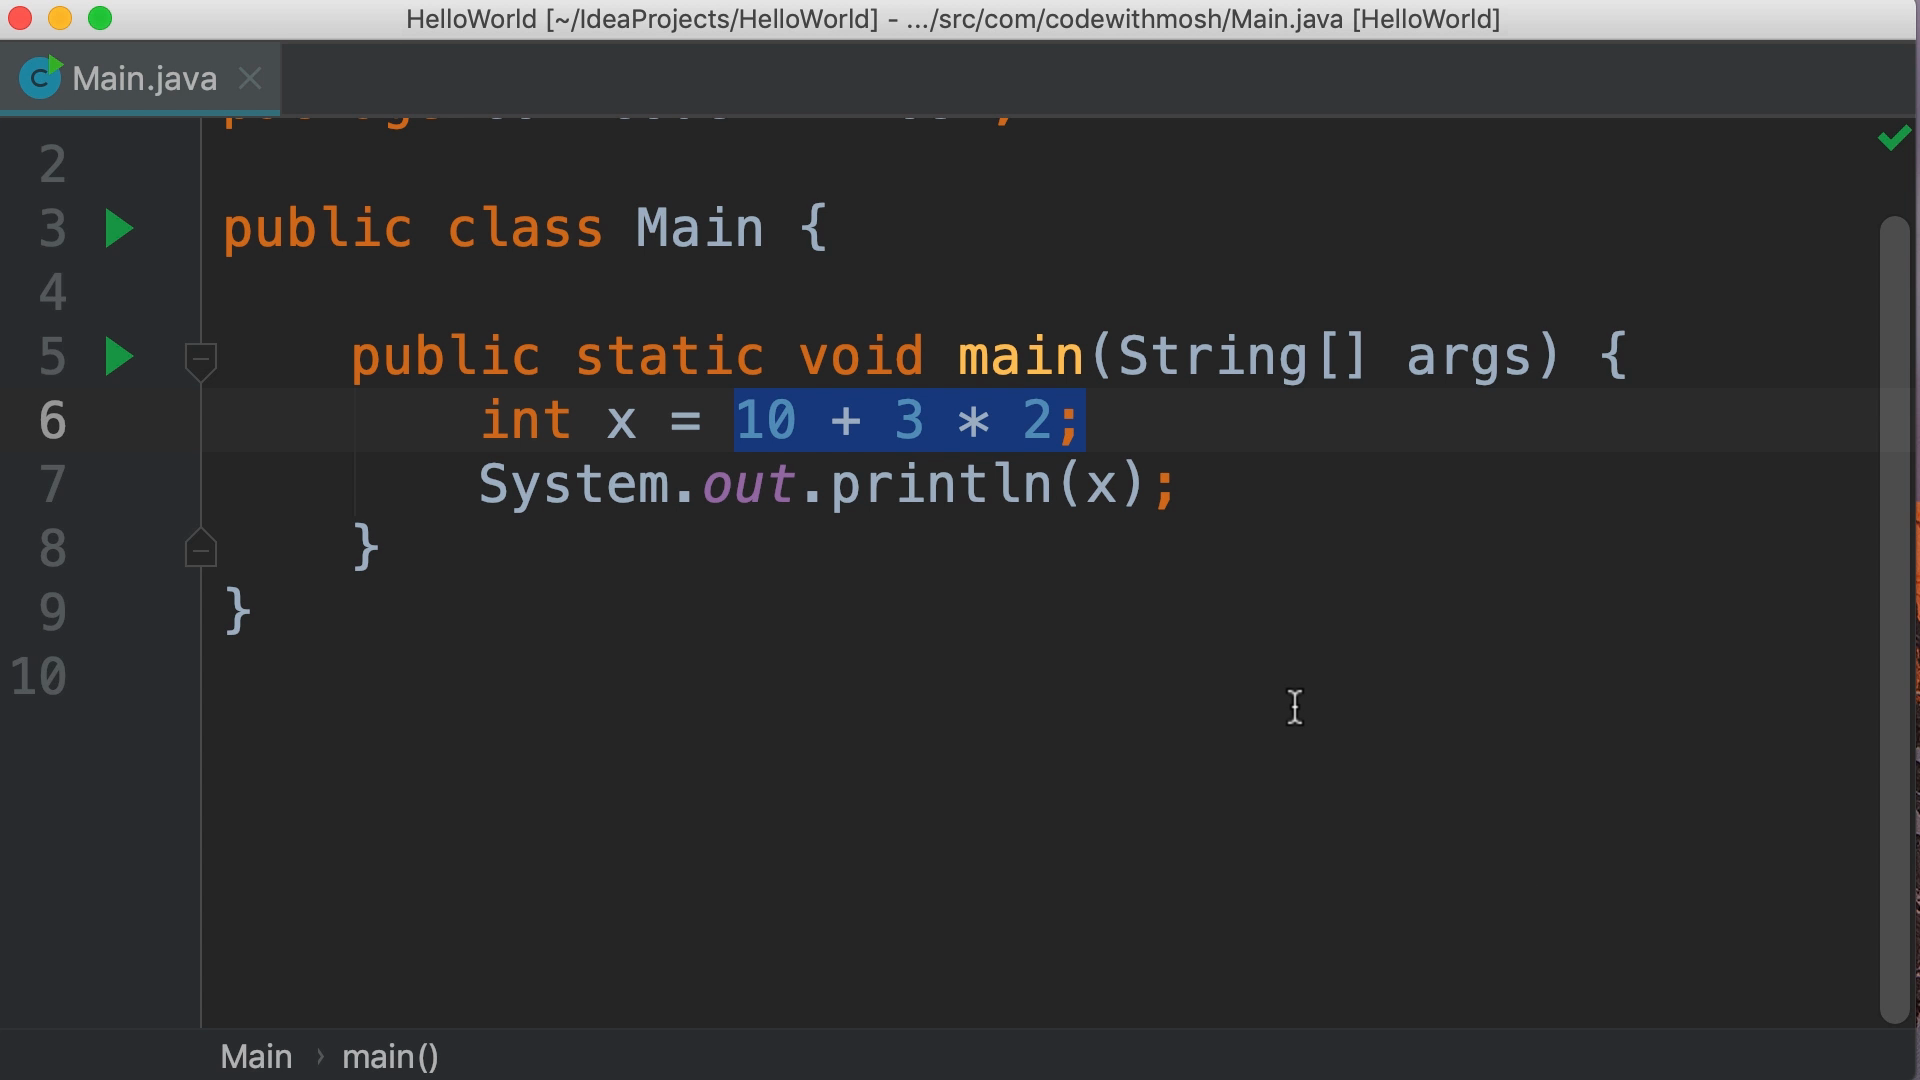 HelloWorld [~/IdeaProjects/HelloWorld] - .../src/com/codewithmosh/Main.java [HelloWorld]
C Main.java
2
3 public class Main {
4
5 public static void main(String[] args) {
6 int x = 10 + 3 * 2;
7 System.out.println(x);
8 }
9 }
10
Main › main()